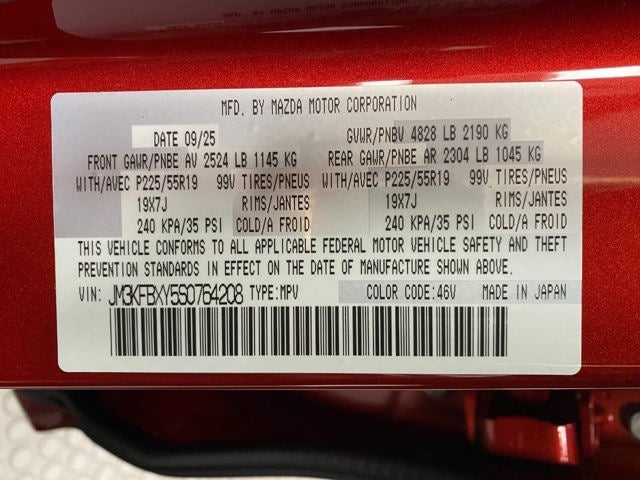 MFD. BY MAZDA MOTOR CORPORATION
DATE 09/25 GVWR/PNBV 4828 LB 2190 KG
FRONT GAWR/PNBE AV 2524 LB 1145 KG REAR GAWR/PNBE AR 2304 LB 1045 KG
WITH/AVEC P225/55R19 99V TIRES/PNEUS WITH/AVEC P225/55R19 99V TIRES/PNEUS
19X7J RIMS/JANTES 19X7J RIMS/JANTES
240 KPA/35 PSI COLD/A FROID 240 KPA/35 PSI COLD/A FROID
THIS VEHICLE CONFORMS TO ALL APPLICABLE FEDERAL MOTOR VEHICLE SAFETY AND THEFT
PREVENTION STANDARDS IN EFFECT ON THE DATE OF MANUFACTURE SHOWN ABOVE.
VIN: JM3KFBXY5S0764208 TYPE:MPV COLOR CODE:46V MADE IN JAPAN